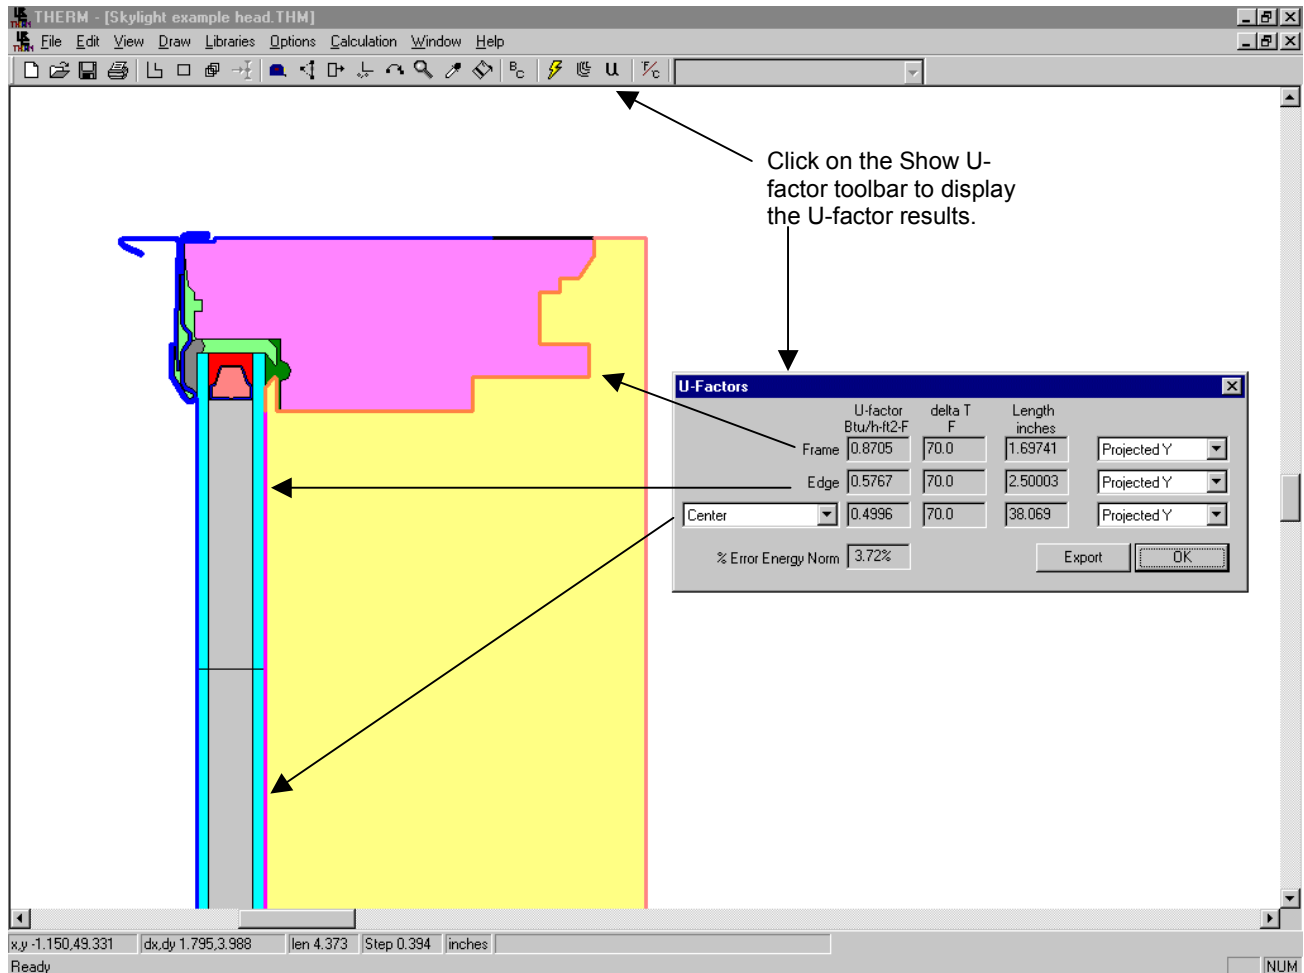 THERM - [Skylight example head.THM]
File Edit View Draw Libraries Options Calculation Window Help
BC U F/C
Click on the Show U-
factor toolbar to display
the U-factor results.
U-Factors
U-factor delta T Length
Btu/h-ft2-F F inches
Frame 0.8705 70.0 1.69741 Projected Y
Edge 0.5767 70.0 2.50003 Projected Y
Center 0.4996 70.0 38.069 Projected Y
% Error Energy Norm 3.72% Export OK
x,y -1.150,49.331 dx,dy 1.795,3.988 len 4.373 Step 0.394 inches
Ready NUM